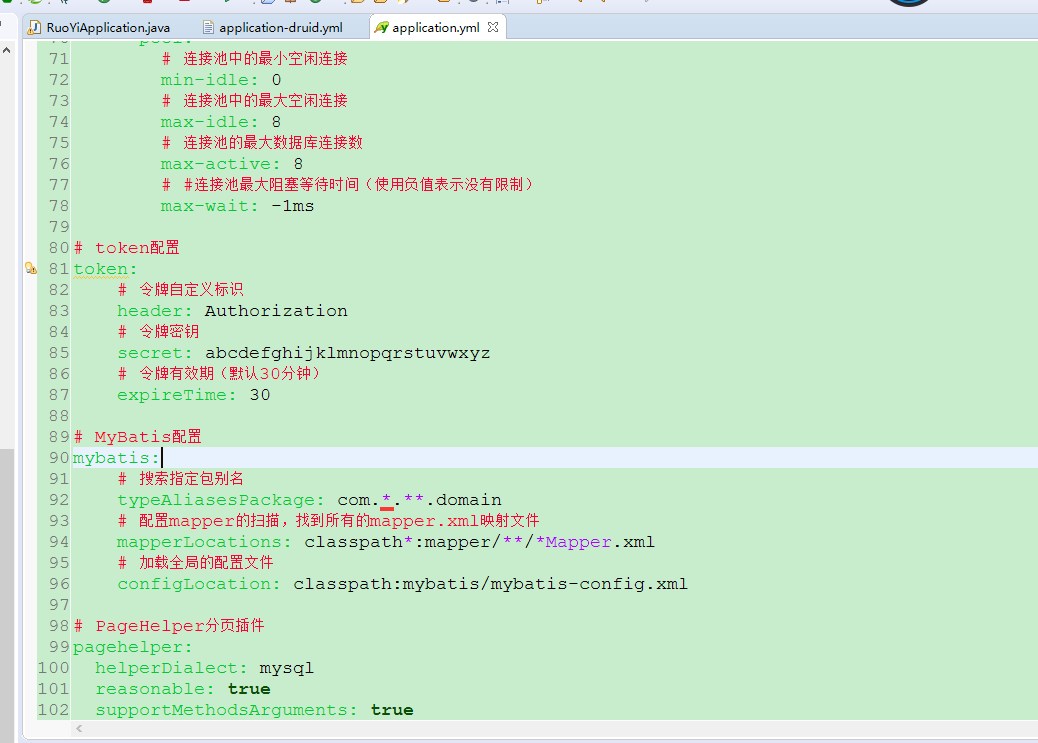 RuoYiApplication.java application-druid.yml application.yml
71 # 连接池中的最小空闲连接
72 min-idle: 0
73 # 连接池中的最大空闲连接
74 max-idle: 8
75 # 连接池的最大数据库连接数
76 max-active: 8
77 # #连接池最大阻塞等待时间（使用负值表示没有限制）
78 max-wait: -1ms
79
80 # token配置
81 token:
82 # 令牌自定义标识
83 header: Authorization
84 # 令牌密钥
85 secret: abcdefghijklmnopqrstuvwxyz
86 # 令牌有效期（默认30分钟）
87 expireTime: 30
88
89 # MyBatis配置
90 mybatis:
91 # 搜索指定包别名
92 typeAliasesPackage: com.*.**.domain
93 # 配置mapper的扫描，找到所有的mapper.xml映射文件
94 mapperLocations: classpath*:mapper/**/*Mapper.xml
95 # 加载全局的配置文件
96 configLocation: classpath:mybatis/mybatis-config.xml
97
98 # PageHelper分页插件
99 pagehelper:
100 helperDialect: mysql
101 reasonable: true
102 supportMethodsArguments: true